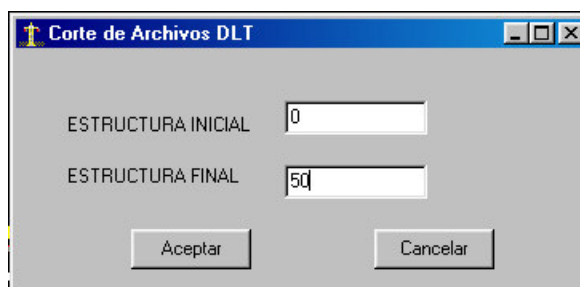 Corte de Archivos DLT
ESTRUCTURA INICIAL 0
ESTRUCTURA FINAL 50
Aceptar Cancelar